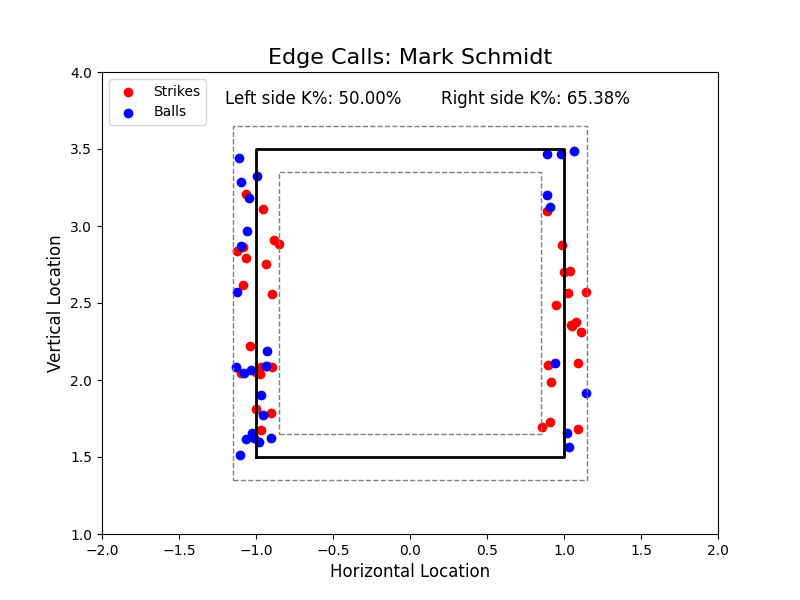 Edge Calls: Mark Schmidt
Strikes
Balls
Left side K%: 50.00%
Right side K%: 65.38%
4.0
3.5
3.0
2.5
2.0
1.5
1.0
Vertical Location
−2.0 −1.5 −1.0 −0.5 0.0 0.5 1.0 1.5 2.0
Horizontal Location